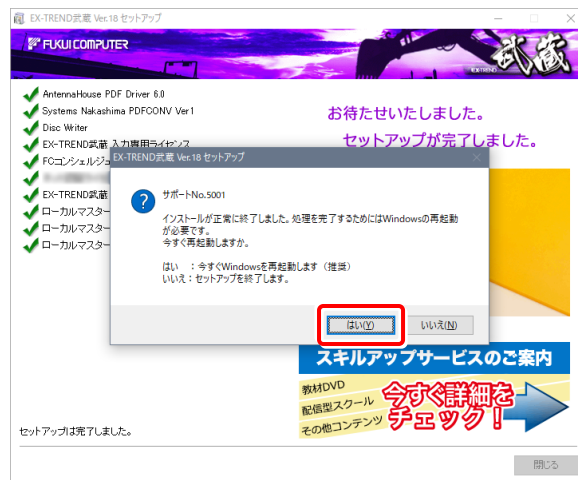 EX-TREND武蔵 Ver.18 セットアップ
FUKUI COMPUTER
EX-TREND
武蔵
AntennaHouse PDF Driver 6.0
Systems Nakashima PDFCONV Ver1
Disc Writer
EX-TREND武蔵 入力専用ライセンス
FCコンシェルジュ
EX-TREND武蔵
ローカルマスター
ローカルマスター
ローカルマスター
お待たせいたしました。
セットアップが完了しました。
EX-TREND武蔵 Ver.18 セットアップ
サポートNo.5001
インストールが正常に終了しました。処理を完了するためにはWindowsの再起動
が必要です。
今すぐ再起動しますか。
はい ：今すぐWindowsを再起動します（推奨）
いいえ：セットアップを終了します。
はい(Y)
いいえ(N)
スキルアップサービスのご案内
教材DVD
配信型スクール
その他コンテンツ
今すぐ詳細を
チェック！
セットアップは完了しました。
閉じる